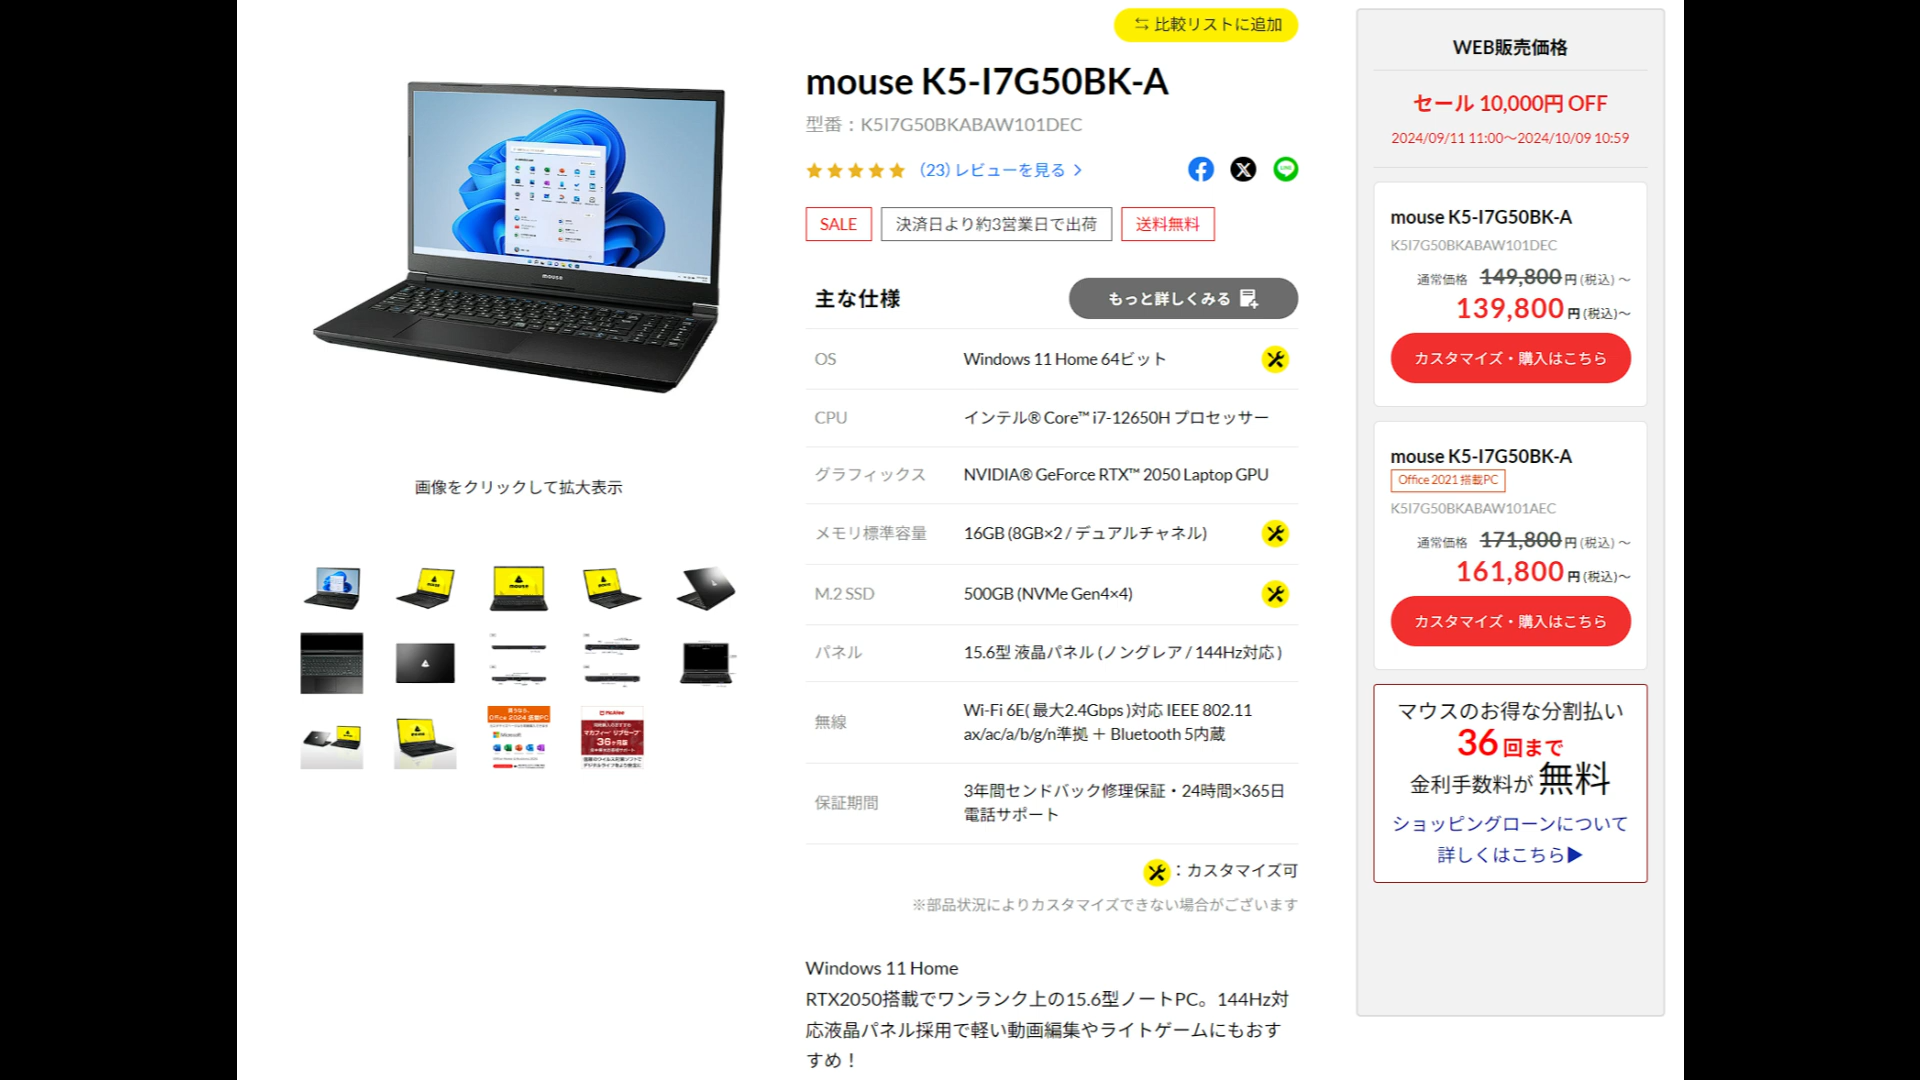 比較リストに追加
mouse K5-I7G50BK-A
型番：K5I7G50BKABAW101DEC
(23) レビューを見る
SALE
決済日より約3営業日で出荷
送料無料
主な仕様
もっと詳しくみる
OS
Windows 11 Home 64ビット
CPU
インテル® Core™ i7-12650H プロセッサー
グラフィックス
NVIDIA® GeForce RTX™ 2050 Laptop GPU
メモリ標準容量
16GB (8GB×2 / デュアルチャネル)
M.2 SSD
500GB (NVMe Gen4×4)
パネル
15.6型 液晶パネル (ノングレア / 144Hz対応 )
無線
Wi-Fi 6E( 最大2.4Gbps )対応 IEEE 802.11
ax/ac/a/b/g/n準拠 ＋ Bluetooth 5内蔵
保証期間
3年間センドバック修理保証・24時間×365日
電話サポート
：カスタマイズ可
※部品状況によりカスタマイズできない場合がございます
Windows 11 Home
RTX2050搭載でワンランク上の15.6型ノートPC。144Hz対
応液晶パネル採用で軽い動画編集やライトゲームにもおす
すめ！
mouse
画像をクリックして拡大表示
mouse
Office 2024 搭載PC
Microsoft
McAfee
36ヶ月版
WEB販売価格
セール 10,000円 OFF
2024/09/11 11:00～2024/10/09 10:59
mouse K5-I7G50BK-A
K5I7G50BKABAW101DEC
通常価格 149,800 円 (税込) ～
139,800 円 (税込)～
カスタマイズ・購入はこちら
mouse K5-I7G50BK-A
Office 2021 搭載PC
K5I7G50BKABAW101AEC
通常価格 171,800 円 (税込) ～
161,800 円 (税込)～
カスタマイズ・購入はこちら
マウスのお得な分割払い
36 回まで
金利手数料が 無料
ショッピングローンについて
詳しくはこちら▶